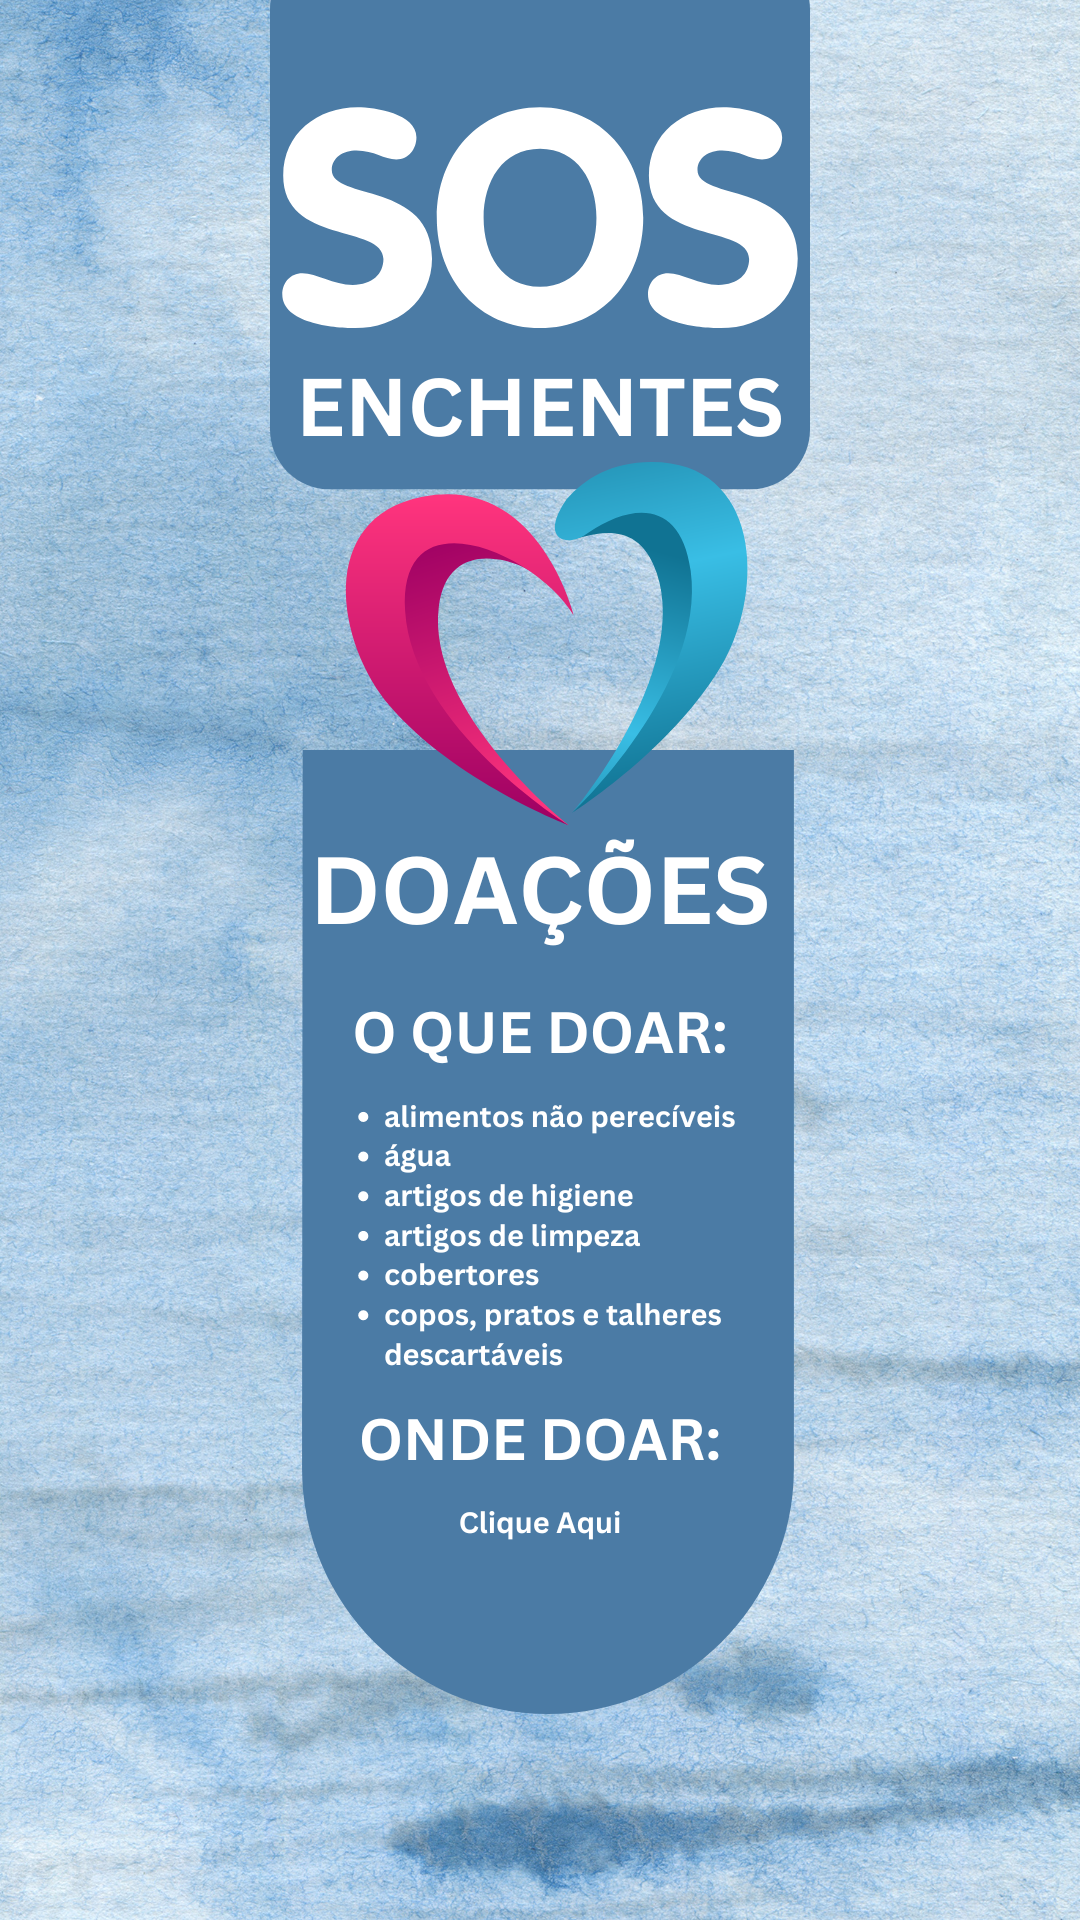 SOS
ENCHENTES
DOAÇÕES
O QUE DOAR:
• alimentos não perecíveis
• água
• artigos de higiene
• artigos de limpeza
• cobertores
• copos, pratos e talheres
descartáveis
ONDE DOAR:
Clique Aqui